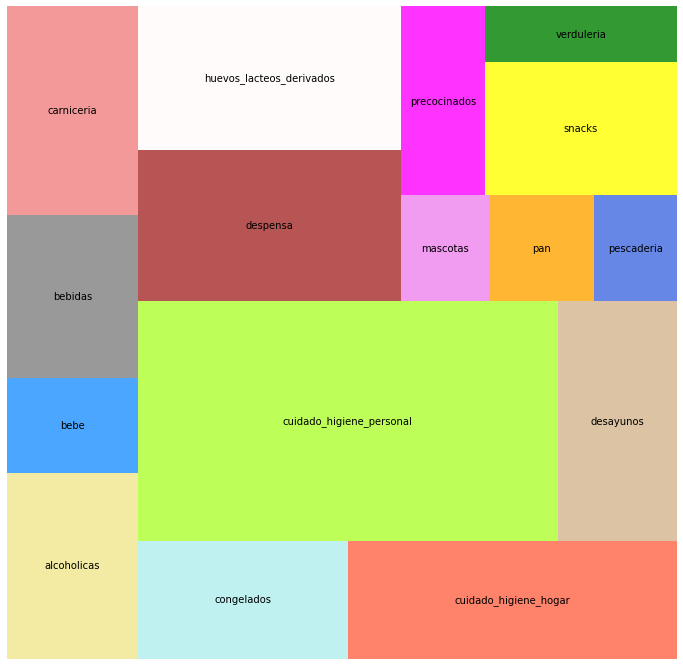 verduleria
huevos_lacteos_derivados
precocinados
carniceria
snacks
despensa
mascotas
pan
pescaderia
bebidas
cuidado_higiene_personal
desayunos
bebe
alcoholicas
congelados
cuidado_higiene_hogar